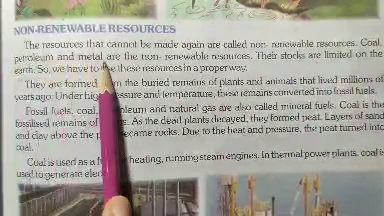 NON-RENEWABLE RESOURCES
The resources that cannot be made again are called non- renewable resources. Coal,
petroleum and metal are the non- renewable resources. Their stocks are limited on the
earth. So, we have to use these resources in a proper way.
They are formed from the buried remains of plants and animals that lived millions of
years ago. Under high pressure and temperature, these remains converted into fossil fuels.
Fossil fuels, coal, petroleum and natural gas are also called mineral fuels. Coal is the
fossilised remains of . As the dead plants decayed, they formed peat. Layers of sand
and clay above the became rocks. Due to the heat and pressure, the peat turned into
coal.
Coal is used as a heating, running steam engines. In thermal power plants, coal is
used to generate